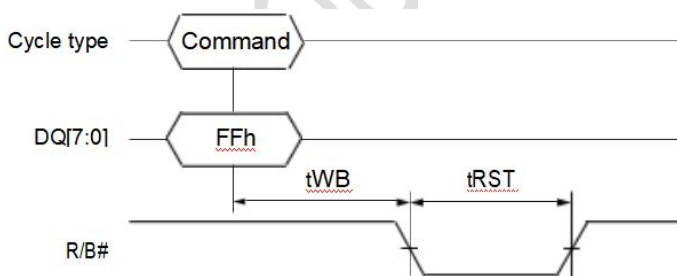 Cycle type
Command
DQ[7:0]
FFh
tWB
tRST
R/B#